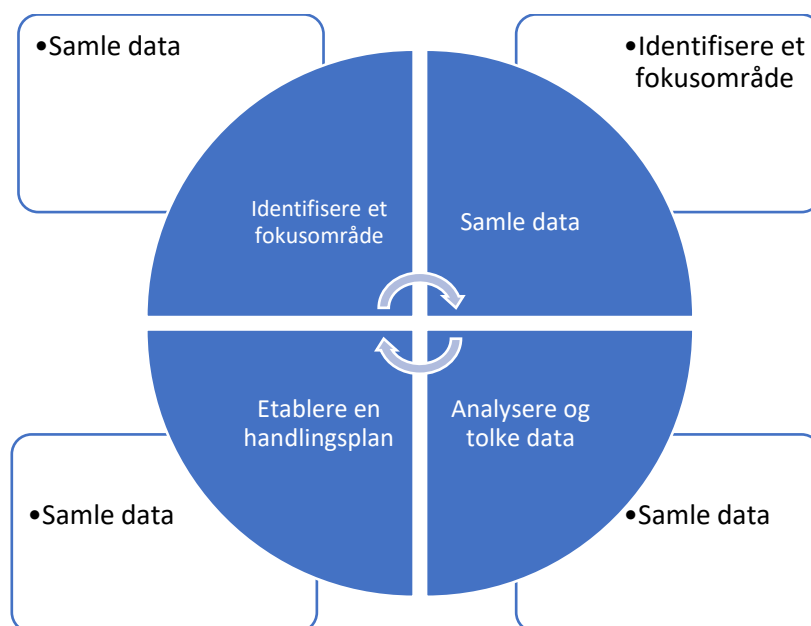 •Samle data
•Identifisere et
fokusområde
Identifisere et
fokusområde
Samle data
Etablere en
handlingsplan
Analysere og
tolke data
•Samle data
•Samle data